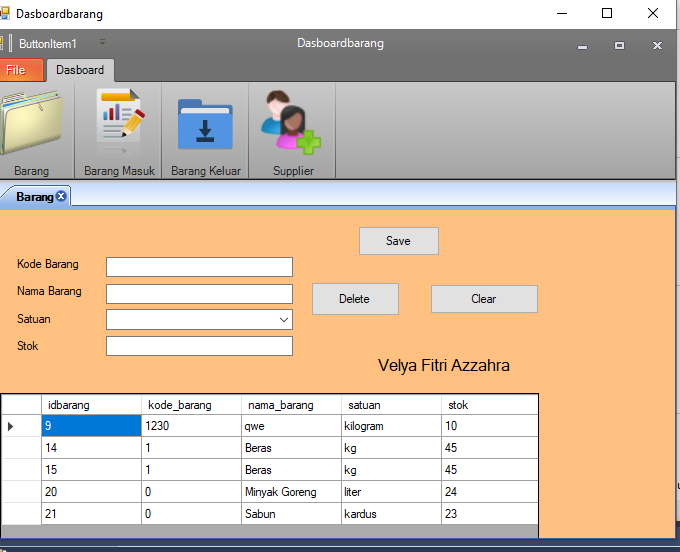 Dasboardbarang
ButtonItem1
Dasboardbarang
File
Dasboard
Barang
Barang Masuk
Barang Keluar
Supplier
Barang
Save
Kode Barang
Nama Barang
Delete
Clear
Satuan
Stok
Velya Fitri Azzahra
idbarang kode_barang nama_barang satuan stok
9 1230 qwe kilogram 10
14 1 Beras kg 45
15 1 Beras kg 45
20 0 Minyak Goreng liter 24
21 0 Sabun kardus 23